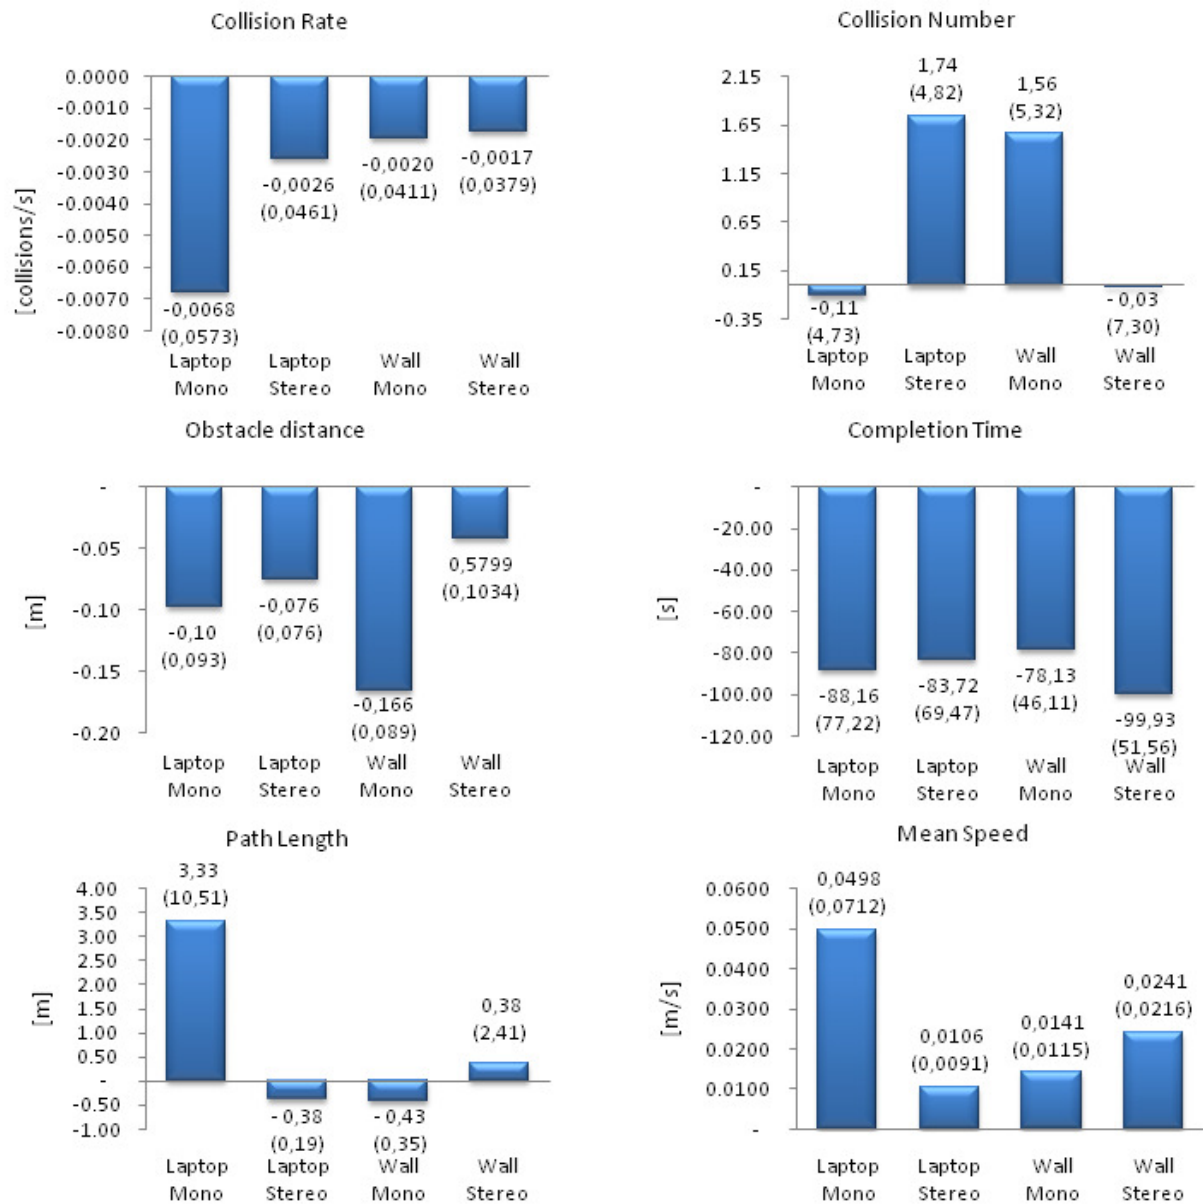 Collision Rate
0.0000
-0.0010
-0.0020
-0.0030
-0.0040
-0.0050
-0.0060
-0.0070
-0.0080
[collisions/s]
-0,0068
(0,0573)
-0,0026
(0,0461)
-0,0020
(0,0411)
-0,0017
(0,0379)
Laptop
Mono
Laptop
Stereo
Wall
Mono
Wall
Stereo
Collision Number
2.15
1.65
1.15
0.65
0.15
-0.35
-0,11
(4,73)
1,74
(4,82)
1,56
(5,32)
- 0,03
(7,30)
Laptop
Mono
Laptop
Stereo
Wall
Mono
Wall
Stereo
Obstacle distance
-
-0.05
-0.10
-0.15
-0.20
[m]
-0,10
(0,093)
-0,076
(0,076)
-0,166
(0,089)
0,5799
(0,1034)
Laptop
Mono
Laptop
Stereo
Wall
Mono
Wall
Stereo
Completion Time
-
-20.00
-40.00
-60.00
-80.00
-100.00
-120.00
[s]
-88,16
(77,22)
-83,72
(69,47)
-78,13
(46,11)
-99,93
(51,56)
Laptop
Mono
Laptop
Stereo
Wall
Mono
Wall
Stereo
Path Length
4.00
3.50
3.00
2.50
2.00
1.50
1.00
0.50
-
-0.50
-1.00
[m]
3,33
(10,51)
- 0,38
(0,19)
- 0,43
(0,35)
0,38
(2,41)
Laptop
Mono
Laptop
Stereo
Wall
Mono
Wall
Stereo
Mean Speed
0.0600
0.0500
0.0400
0.0300
0.0200
0.0100
-
[m/s]
0,0498
(0,0712)
0,0106
(0,0091)
0,0141
(0,0115)
0,0241
(0,0216)
Laptop
Mono
Laptop
Stereo
Wall
Mono
Wall
Stereo